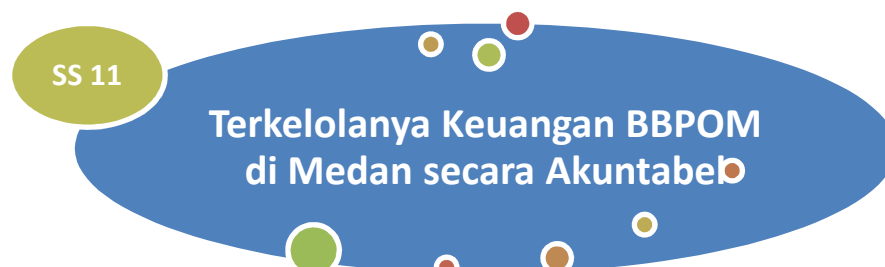 SS 11
Terkelolanya Keuangan BBPOM
di Medan secara Akuntabel